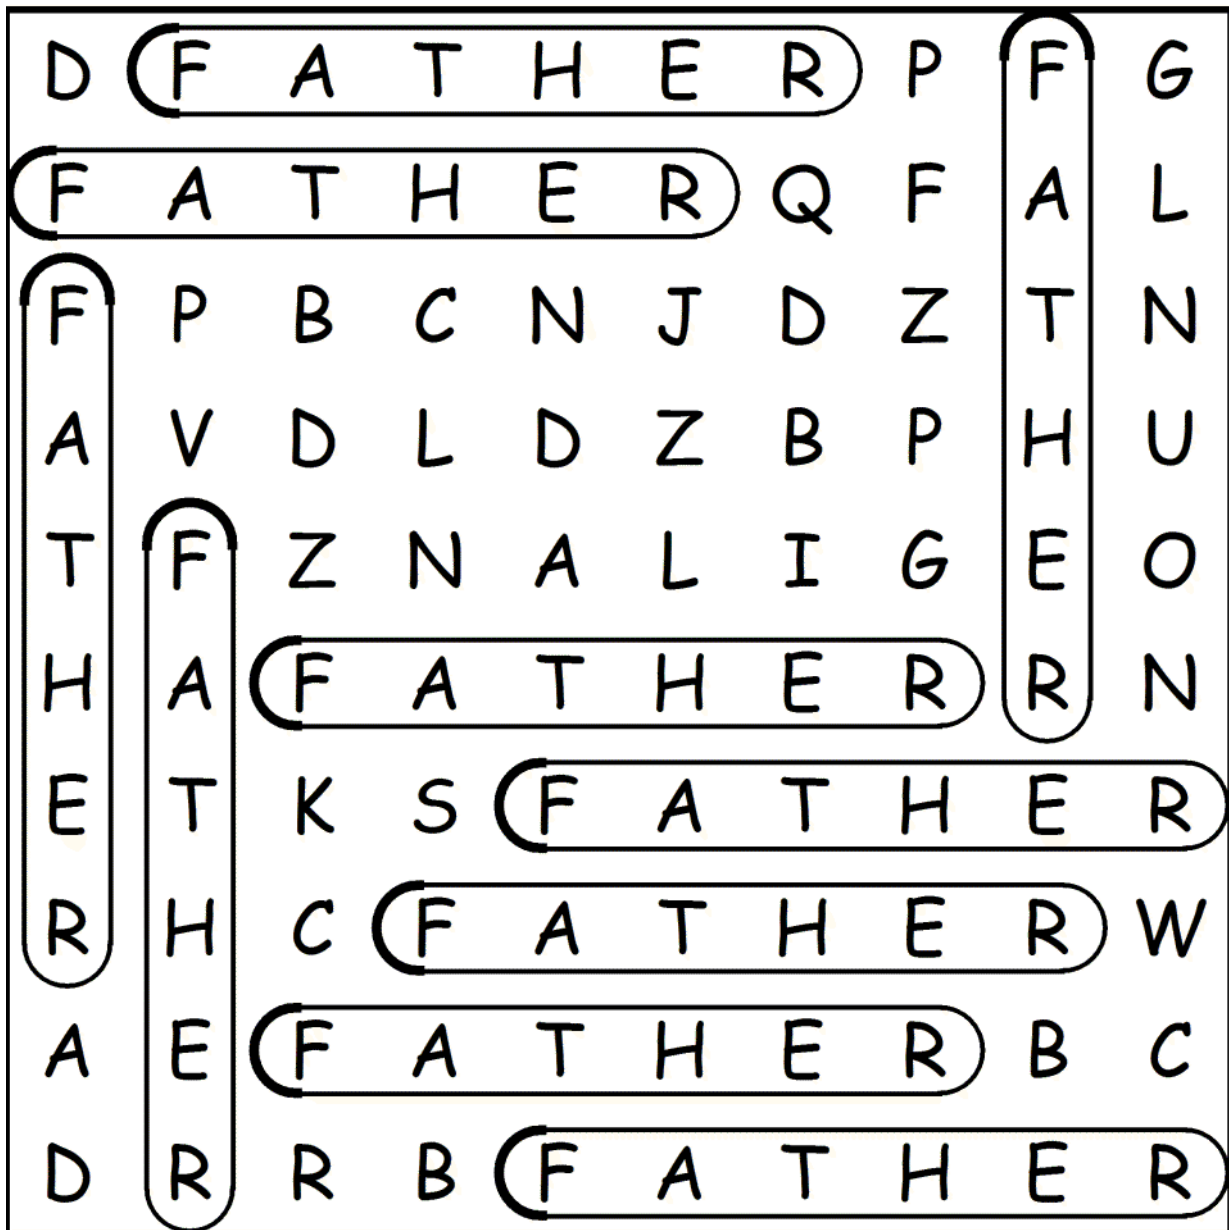 D F A T H E R P F G
F A T H E R Q F A L
F P B C N J D Z T N
A V D L D Z B P H U
T F Z N A L I G E O
H A F A T H E R R N
E T K S F A T H E R
R H C F A T H E R W
A E F A T H E R B C
D R R B F A T H E R